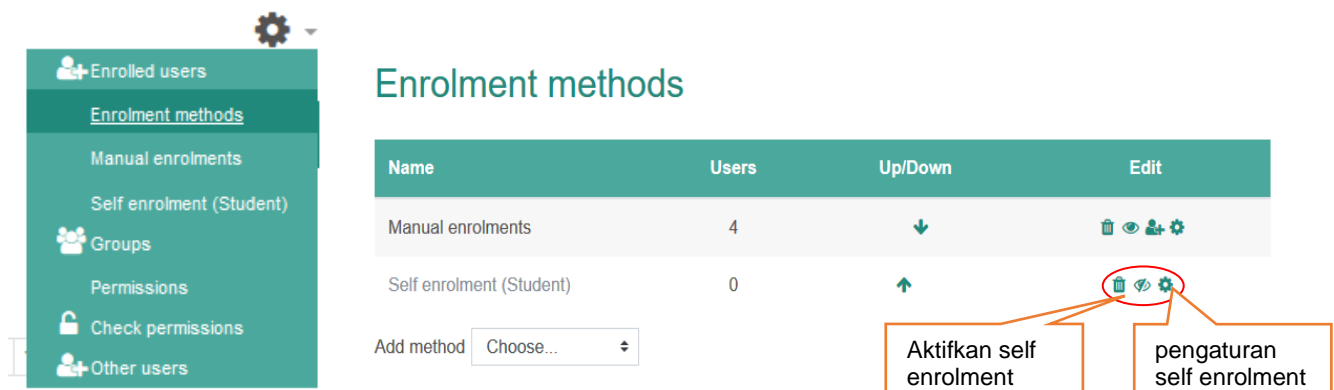 Enrolled users
Enrolment methods
Manual enrolments
Self enrolment (Student)
Groups
Permissions
Check permissions
Other users
Enrolment methods
Name Users Up/Down Edit
Manual enrolments 4
Self enrolment (Student) 0
Add method Choose...
Aktifkan self
enrolment
pengaturan
self enrolment